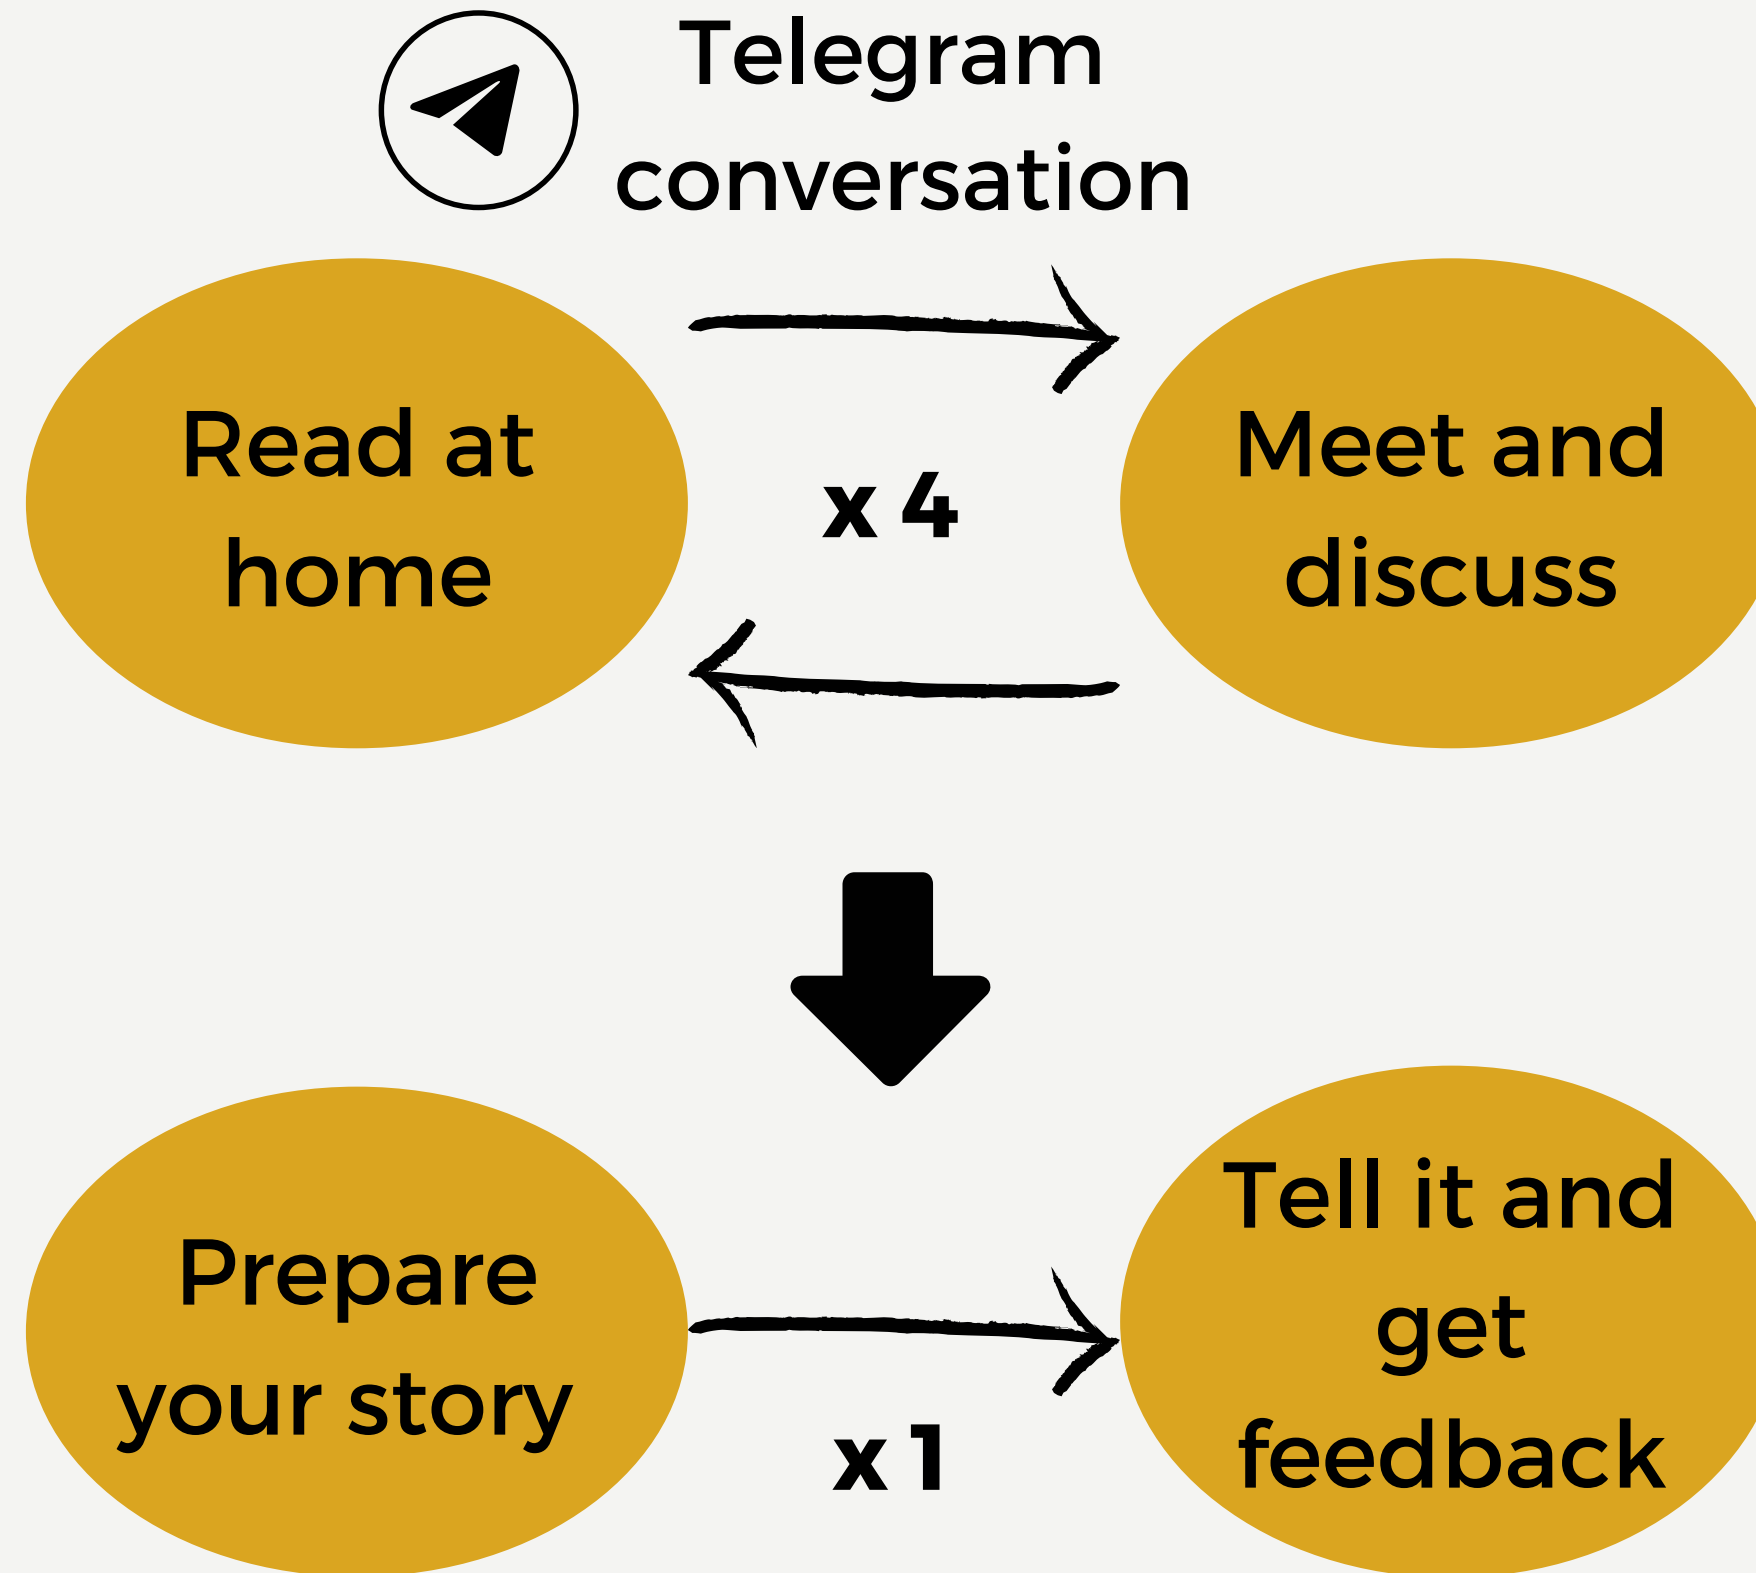 Telegram
conversation
Read at
home
x 4
Meet and
discuss
Prepare
your story
x 1
Tell it and
get
feedback